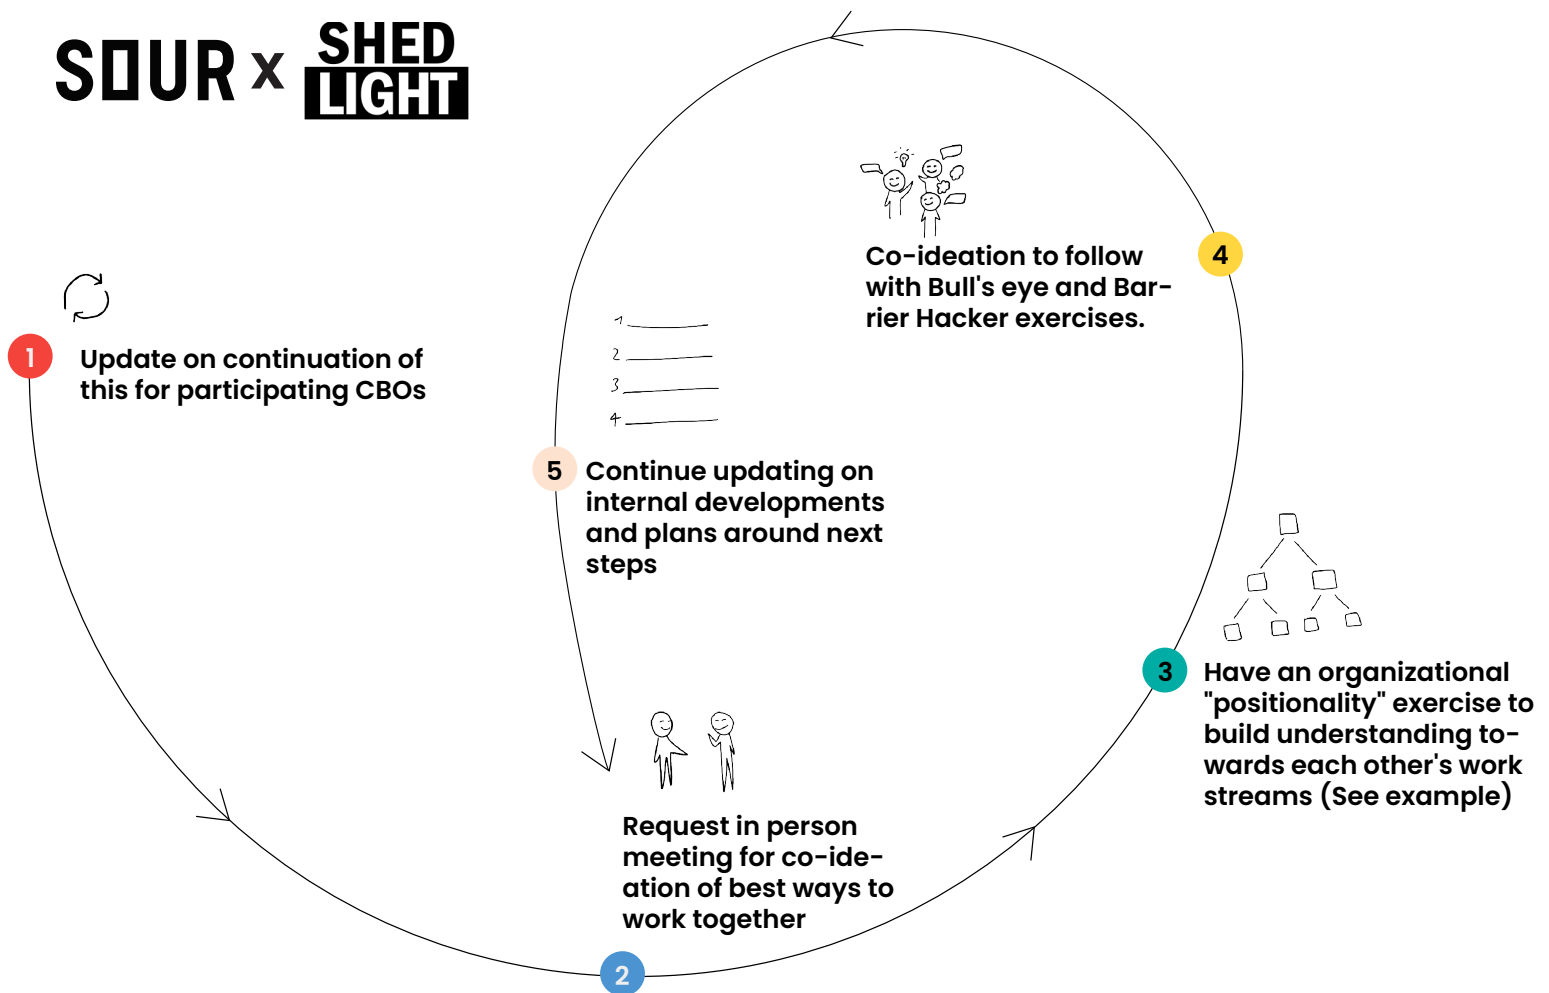 SOUR x SHED
LIGHT
1
Update on continuation of
this for participating CBOs
2
Request in person
meeting for co-ide-
ation of best ways to
work together
3
Have an organizational
"positionality" exercise to
build understanding to-
wards each other's work
streams (See example)
4
Co-ideation to follow
with Bull's eye and Bar-
rier Hacker exercises.
1
2
3
4
5
Continue updating on
internal developments
and plans around next
steps